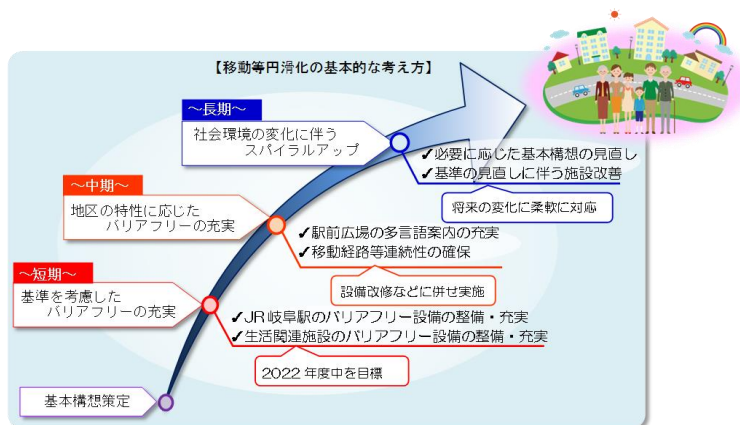 【移動等円滑化の基本的な考え方】
～長期～
社会環境の変化に伴う
スパイラルアップ
✓必要に応じた基本構想の見直し
✓基準の見直しに伴う施設改善
将来の変化に柔軟に対応
～中期～
地区の特性に応じた
バリアフリーの充実
✓駅前広場の多言語案内の充実
✓移動経路等連続性の確保
設備改修などに併せ実施
～短期～
基準を考慮した
バリアフリーの充実
✓JR岐阜駅のバリアフリー設備の整備・充実
✓生活関連施設のバリアフリー設備の整備・充実
2022年度中を目標
基本構想策定